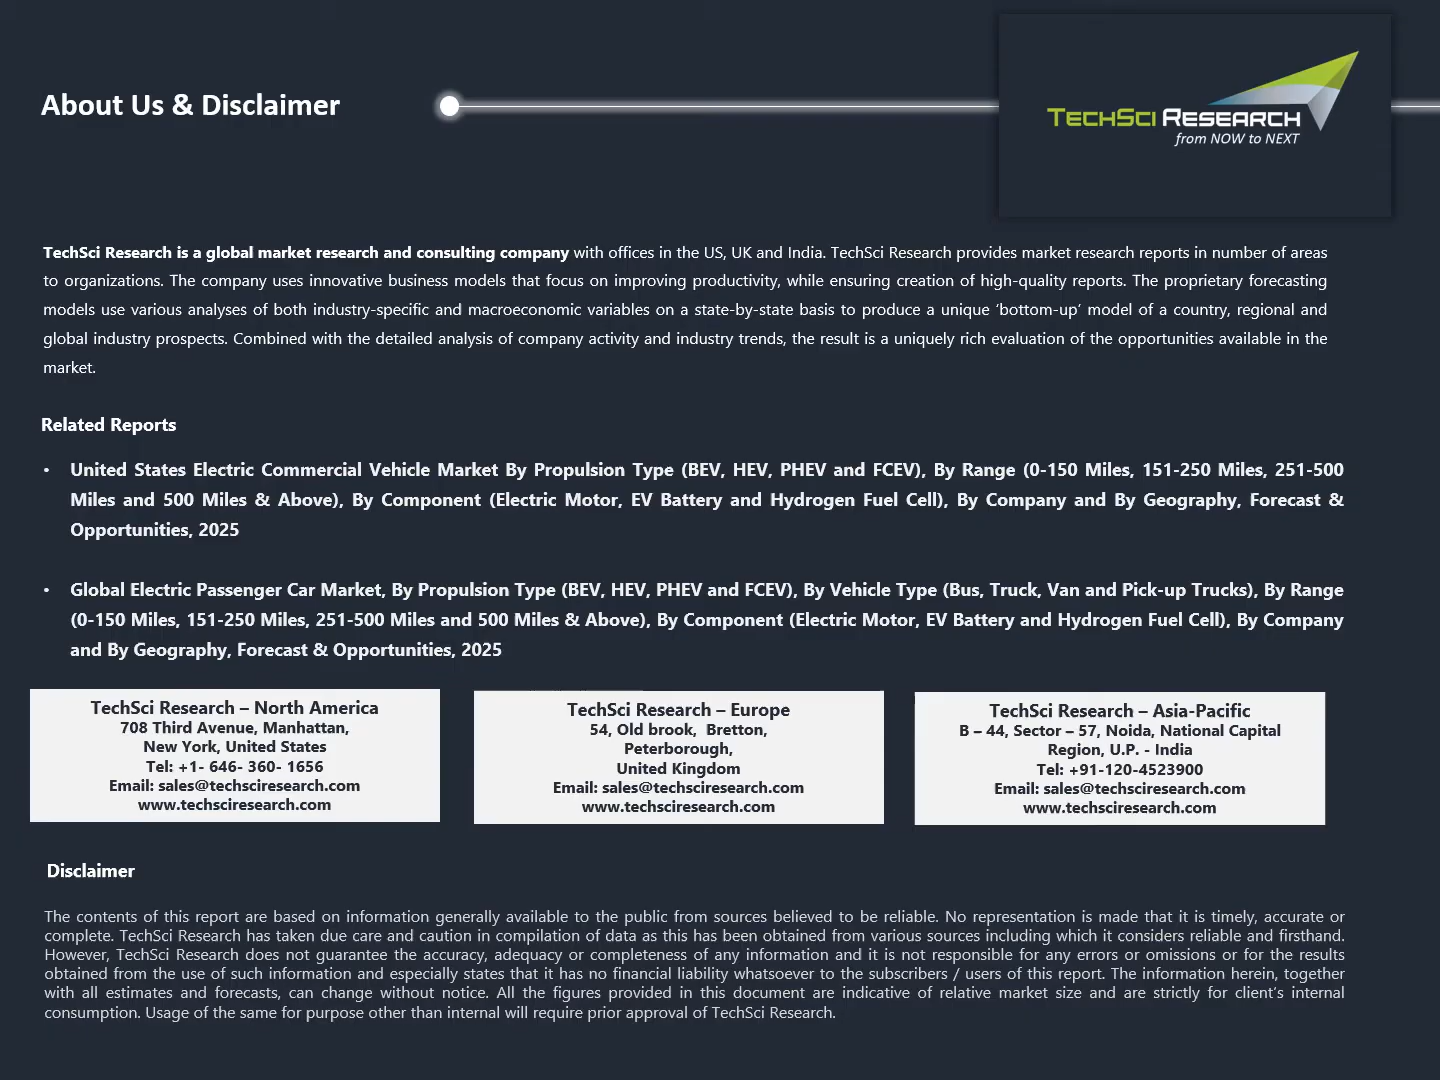 About Us & Disclaimer
TECHSCI RESEARCH
from NOW to NEXT
TechSci Research is a global market research and consulting company with offices in the US, UK and India. TechSci Research provides market research reports in number of areas
to organizations. The company uses innovative business models that focus on improving productivity, while ensuring creation of high-quality reports. The proprietary forecasting
models use various analyses of both industry-specific and macroeconomic variables on a state-by-state basis to produce a unique ‘bottom-up’ model of a country, regional and
global industry prospects. Combined with the detailed analysis of company activity and industry trends, the result is a uniquely rich evaluation of the opportunities available in the
market.
Related Reports
• United States Electric Commercial Vehicle Market By Propulsion Type (BEV, HEV, PHEV and FCEV), By Range (0-150 Miles, 151-250 Miles, 251-500
Miles and 500 Miles & Above), By Component (Electric Motor, EV Battery and Hydrogen Fuel Cell), By Company and By Geography, Forecast &
Opportunities, 2025
• Global Electric Passenger Car Market, By Propulsion Type (BEV, HEV, PHEV and FCEV), By Vehicle Type (Bus, Truck, Van and Pick-up Trucks), By Range
(0-150 Miles, 151-250 Miles, 251-500 Miles and 500 Miles & Above), By Component (Electric Motor, EV Battery and Hydrogen Fuel Cell), By Company
and By Geography, Forecast & Opportunities, 2025
TechSci Research – North America
708 Third Avenue, Manhattan,
New York, United States
Tel: +1- 646- 360- 1656
Email: sales@techsciresearch.com
www.techsciresearch.com
TechSci Research – Europe
54, Old brook, Bretton,
Peterborough,
United Kingdom
Email: sales@techsciresearch.com
www.techsciresearch.com
TechSci Research – Asia-Pacific
B – 44, Sector – 57, Noida, National Capital
Region, U.P. - India
Tel: +91-120-4523900
Email: sales@techsciresearch.com
www.techsciresearch.com
Disclaimer
The contents of this report are based on information generally available to the public from sources believed to be reliable. No representation is made that it is timely, accurate or
complete. TechSci Research has taken due care and caution in compilation of data as this has been obtained from various sources including which it considers reliable and firsthand.
However, TechSci Research does not guarantee the accuracy, adequacy or completeness of any information and it is not responsible for any errors or omissions or for the results
obtained from the use of such information and especially states that it has no financial liability whatsoever to the subscribers / users of this report. The information herein, together
with all estimates and forecasts, can change without notice. All the figures provided in this document are indicative of relative market size and are strictly for client’s internal
consumption. Usage of the same for purpose other than internal will require prior approval of TechSci Research.